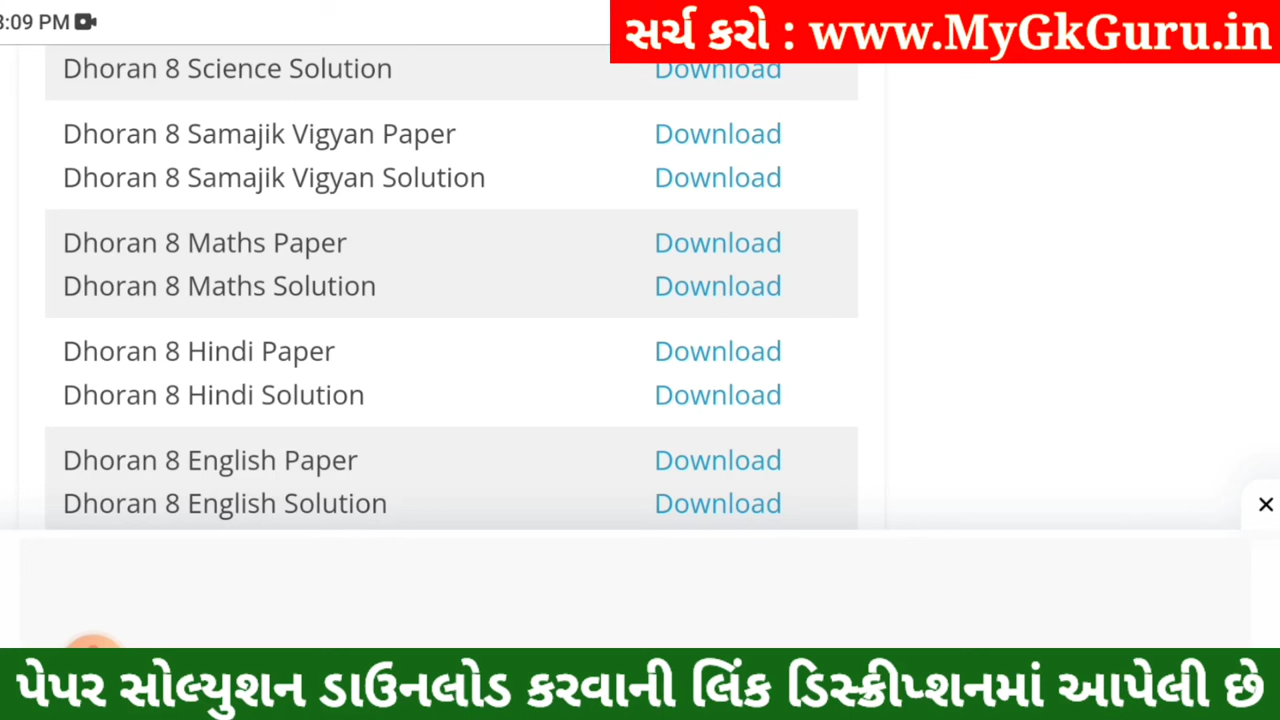 3:09 PM
સર્ચ કરો : www.MyGkGuru.in
Dhoran 8 Science Solution Download
Dhoran 8 Samajik Vigyan Paper Download
Dhoran 8 Samajik Vigyan Solution Download
Dhoran 8 Maths Paper Download
Dhoran 8 Maths Solution Download
Dhoran 8 Hindi Paper Download
Dhoran 8 Hindi Solution Download
Dhoran 8 English Paper Download
Dhoran 8 English Solution Download
પેપર સોલ્યુશન ડાઉનલોડ કરવાની લિંક ડિસ્ક્રીપ્શનમાં આપેલી છે